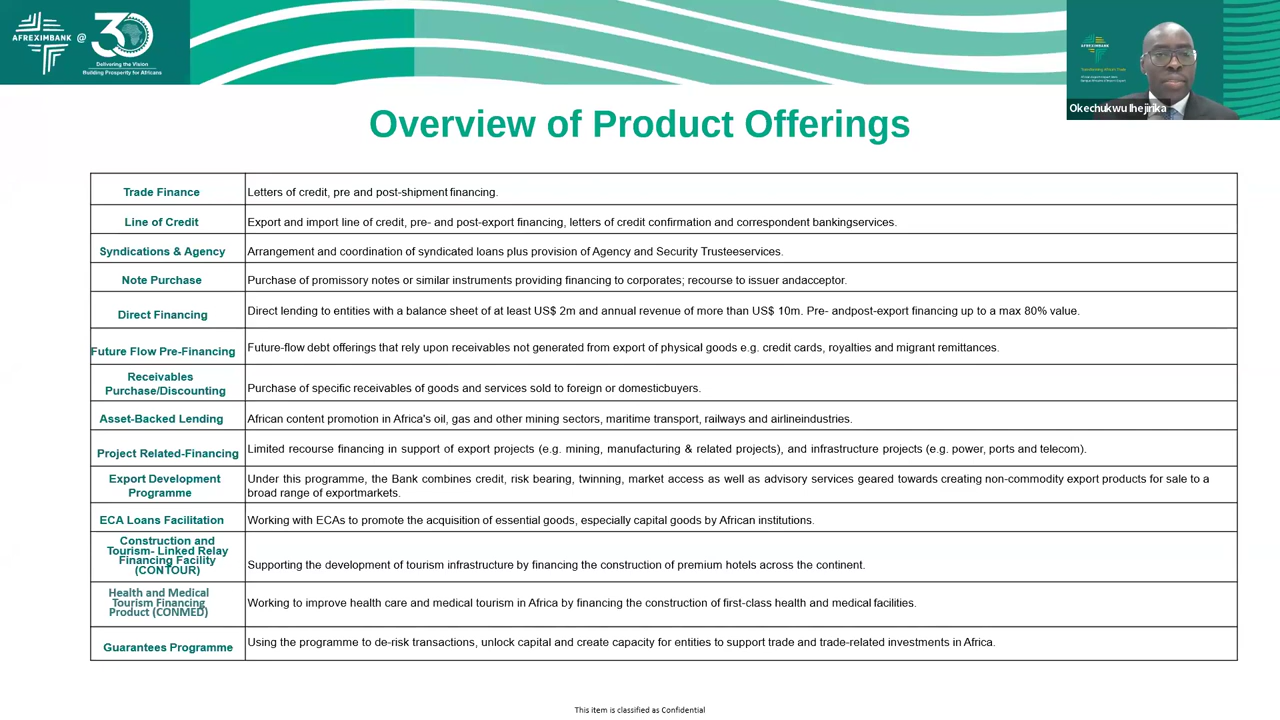 AFREXIMBANK @ 30
Delivering the Vision
Building Prosperity for Africans
AFREXIMBANK
Okechukwu Ihejirika
Overview of Product Offerings
Trade Finance
Letters of credit, pre and post-shipment financing.
Line of Credit
Export and import line of credit, pre- and post-export financing, letters of credit confirmation and correspondent bankingservices.
Syndications & Agency
Arrangement and coordination of syndicated loans plus provision of Agency and Security Trusteeservices.
Note Purchase
Purchase of promissory notes or similar instruments providing financing to corporates; recourse to issuer andacceptor.
Direct Financing
Direct lending to entities with a balance sheet of at least US$ 2m and annual revenue of more than US$ 10m. Pre- andpost-export financing up to a max 80% value.
Future Flow Pre-Financing
Future-flow debt offerings that rely upon receivables not generated from export of physical goods e.g. credit cards, royalties and migrant remittances.
Receivables
Purchase/Discounting
Purchase of specific receivables of goods and services sold to foreign or domesticbuyers.
Asset-Backed Lending
African content promotion in Africa's oil, gas and other mining sectors, maritime transport, railways and airlineindustries.
Project Related-Financing
Limited recourse financing in support of export projects (e.g. mining, manufacturing & related projects), and infrastructure projects (e.g. power, ports and telecom).
Export Development
Programme
Under this programme, the Bank combines credit, risk bearing, twinning, market access as well as advisory services geared towards creating non-commodity export products for sale to a
broad range of exportmarkets.
ECA Loans Facilitation
Working with ECAs to promote the acquisition of essential goods, especially capital goods by African institutions.
Construction and
Tourism- Linked Relay
Financing Facility
(CONTOUR)
Supporting the development of tourism infrastructure by financing the construction of premium hotels across the continent.
Health and Medical
Tourism Financing
Product (CONMED)
Working to improve health care and medical tourism in Africa by financing the construction of first-class health and medical facilities.
Guarantees Programme
Using the programme to de-risk transactions, unlock capital and create capacity for entities to support trade and trade-related investments in Africa.
This item is classified as Confidential